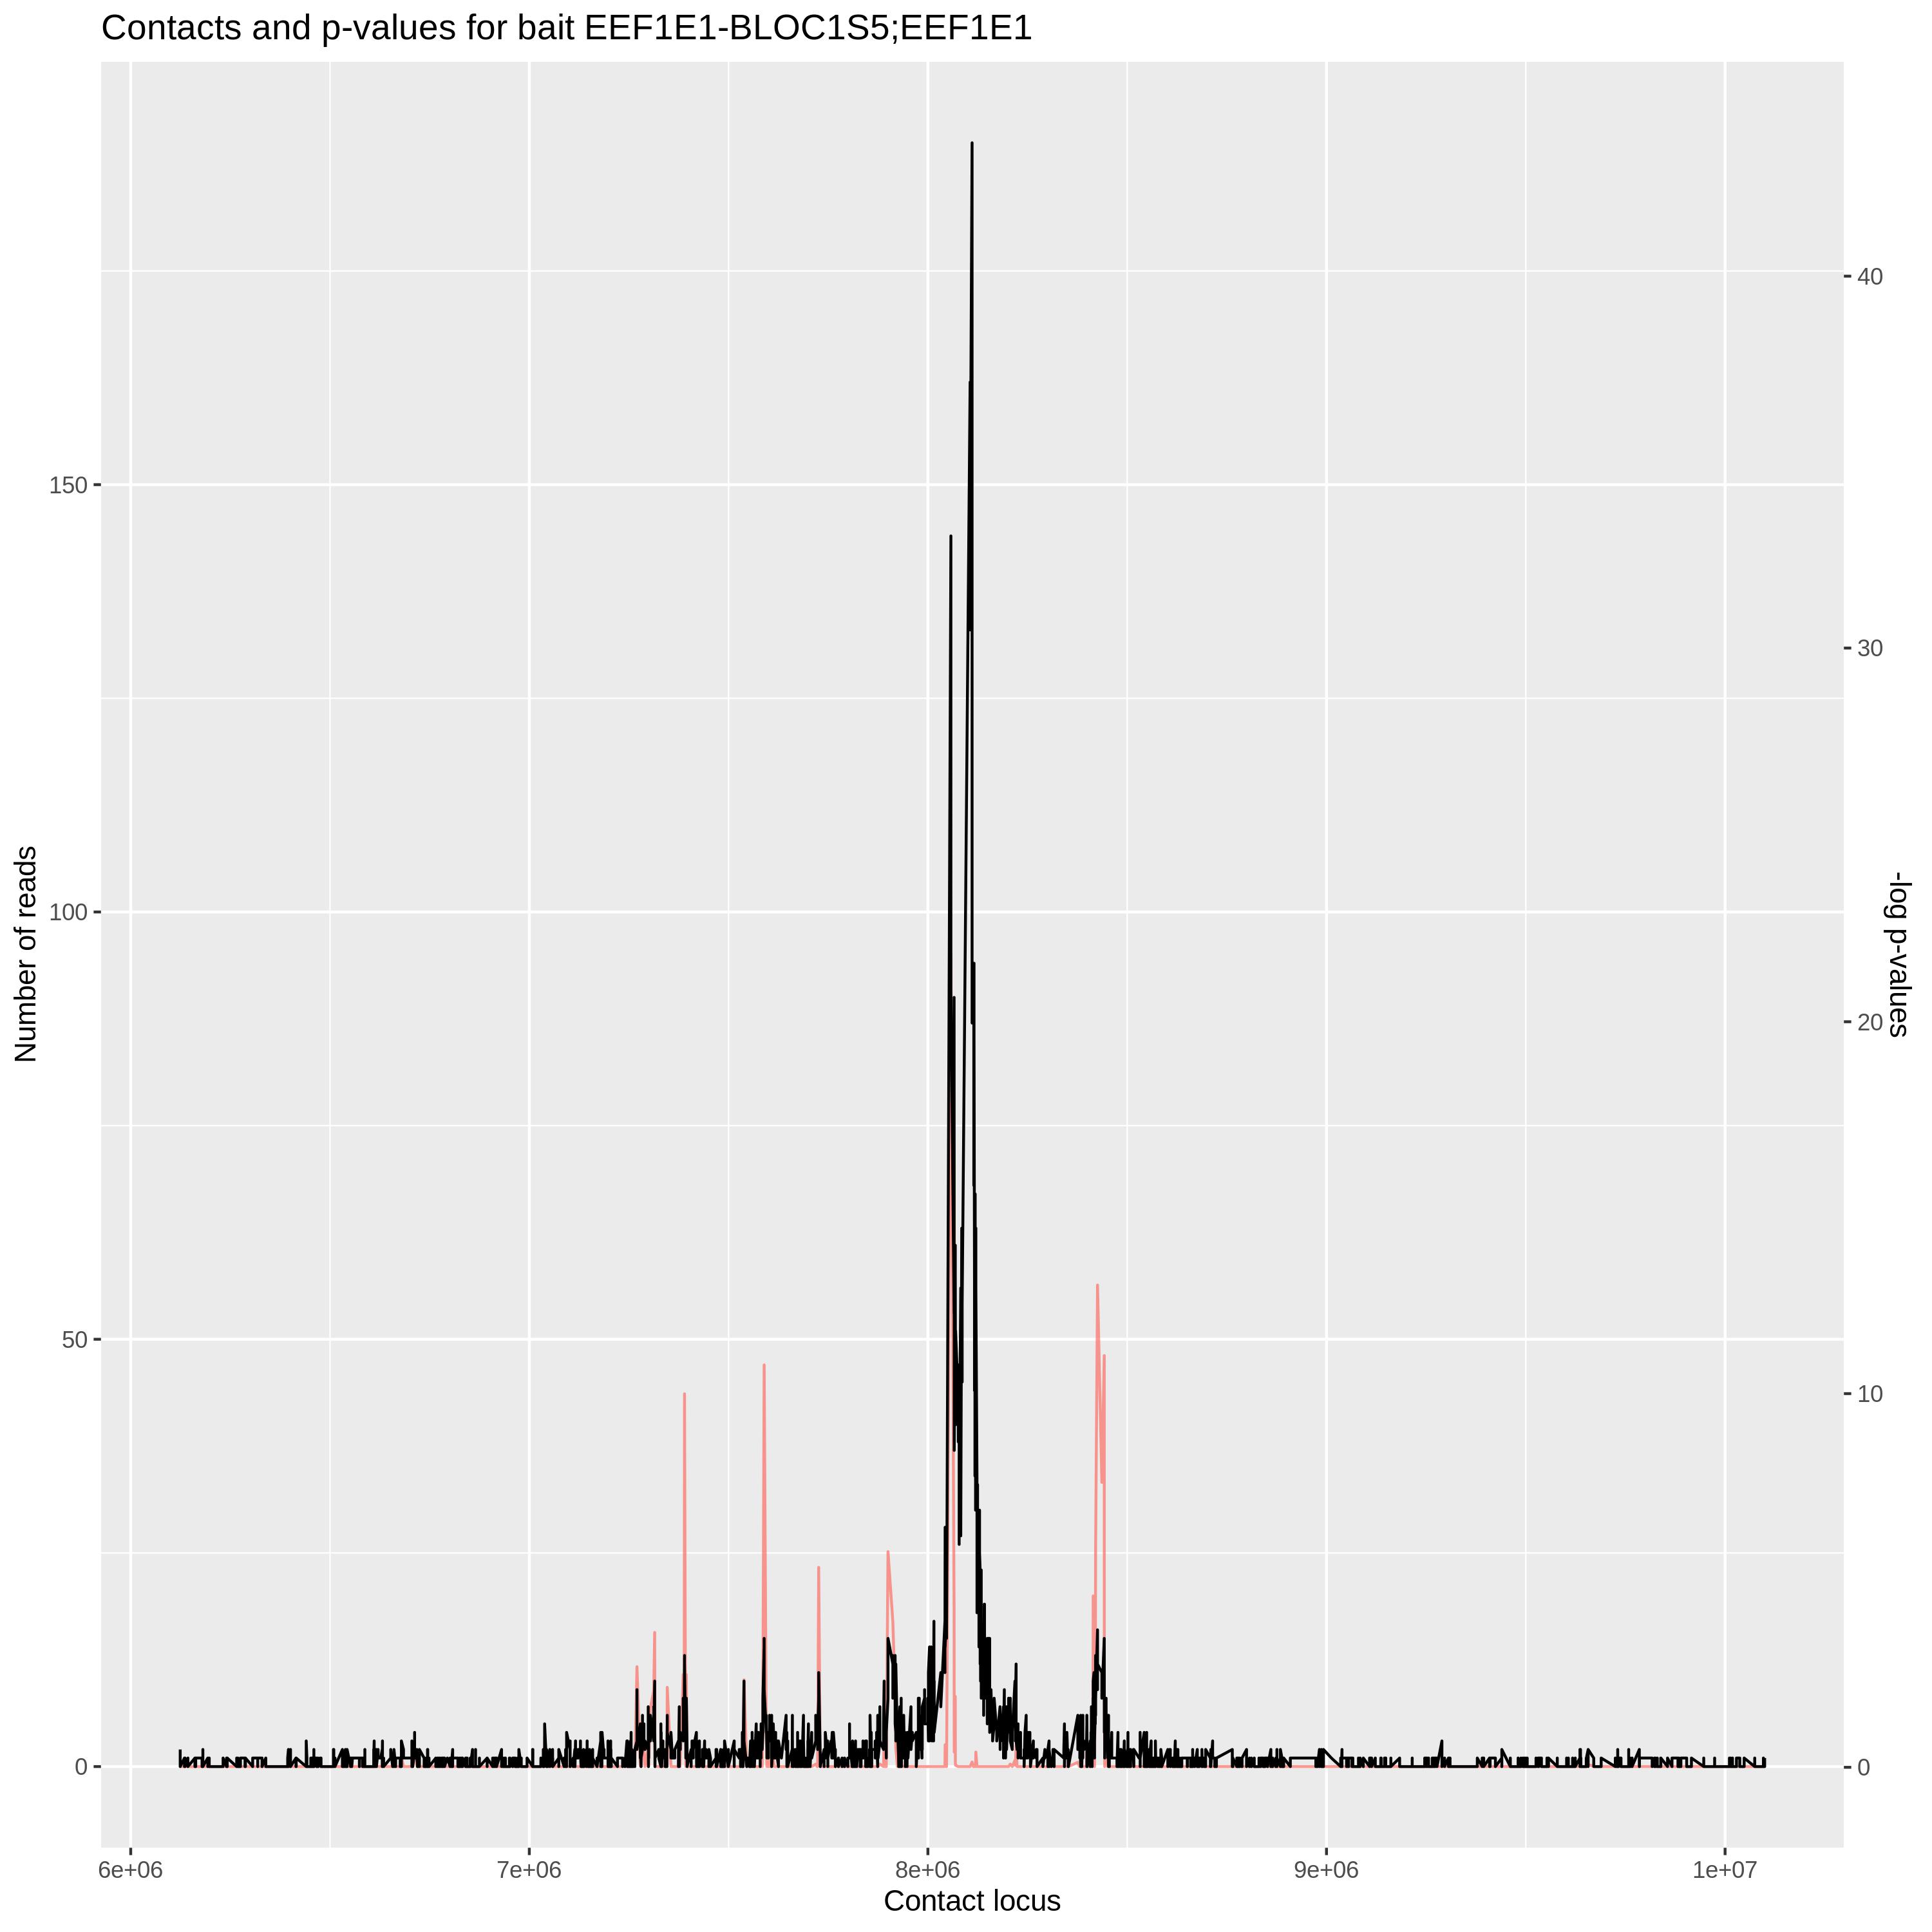 Contacts and p-values for bait EEF1E1-BLOC1S5;EEF1E1
Number of reads
150
100
50
0
40
30
20
10
0
-log p-values
6e+06
7e+06
8e+06
9e+06
1e+07
Contact locus